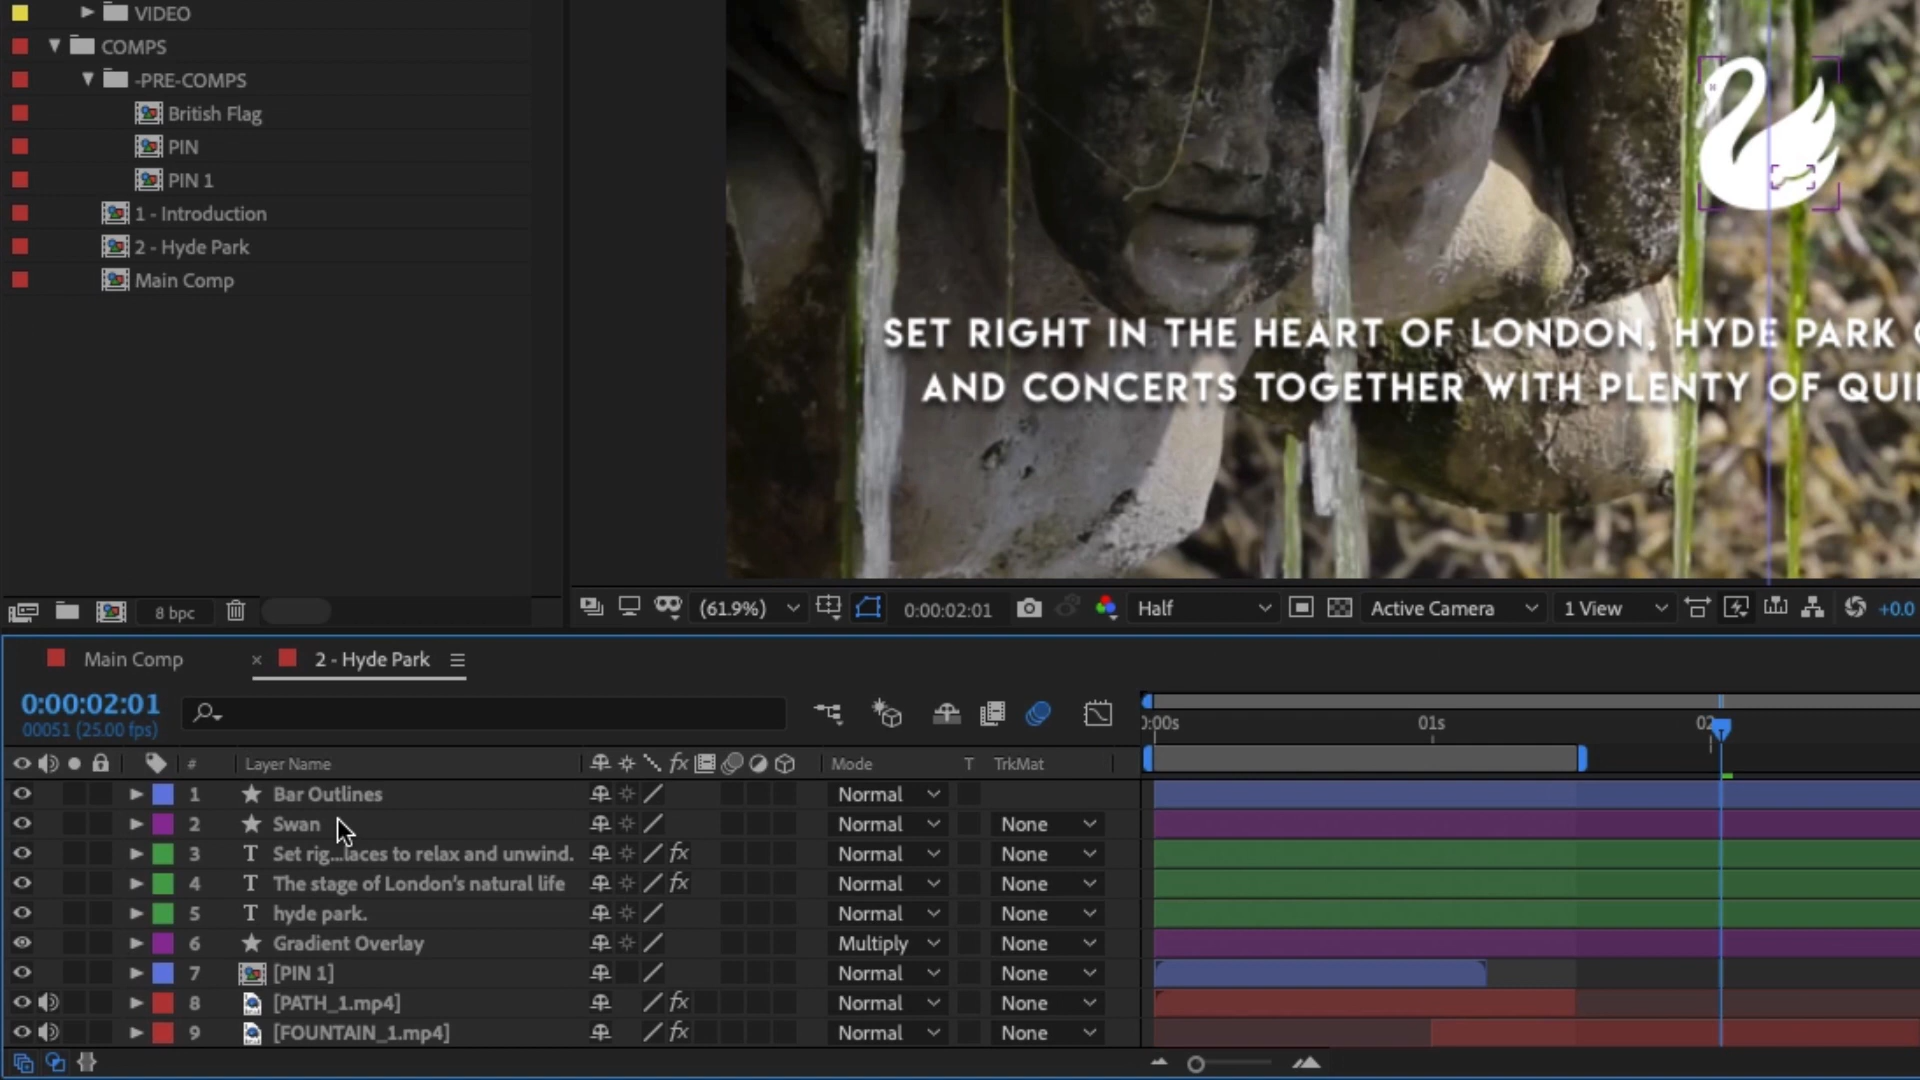 VIDEO
COMPS
-PRE-COMPS
British Flag
PIN
PIN 1
1 - Introduction
2 - Hyde Park
Main Comp
SET RIGHT IN THE HEART OF LONDON, HYDE PARK
AND CONCERTS TOGETHER WITH PLENTY OF QUI
8 bpc
(61.9%)
0:00:02:01
Half
Active Camera
1 View
+0.0
Main Comp
× 2 - Hyde Park
0:00:02:01
00051 (25.00 fps)
0:00s 01s 02
# Layer Name fx Mode T TrkMat
1 Bar Outlines Normal
2 Swan Normal None
3 T Set rig...laces to relax and unwind. fx Normal None
4 T The stage of London's natural life fx Normal None
5 T hyde park. Normal None
6 Gradient Overlay Multiply None
7 [PIN 1] Normal None
8 [PATH_1.mp4] fx Normal None
9 [FOUNTAIN_1.mp4] fx Normal None